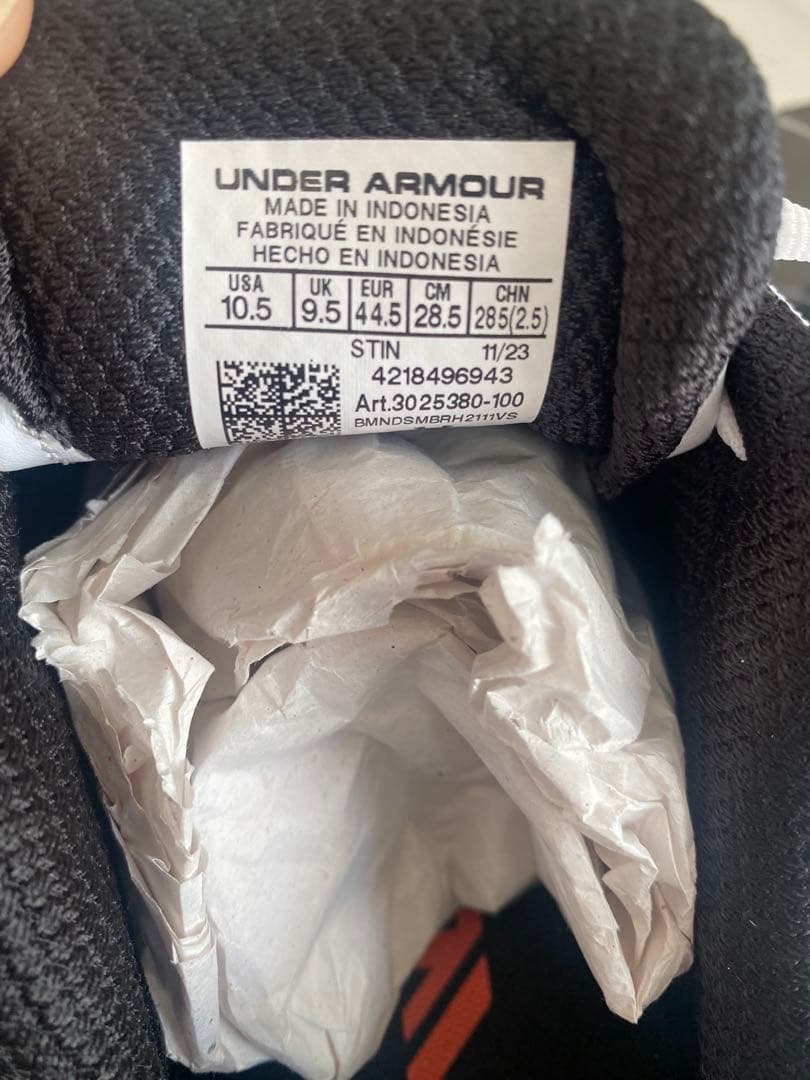 UNDER ARMOUR
MADE IN INDONESIA
FABRIQUÉ EN INDONÉSIE
HECHO EN INDONESIA
USA UK EUR CM CHN
10.5 9.5 44.5 28.5 285(2.5)
STIN 11/23
4218496943
Art.3025380-100
BMNDSMBRH2111VS